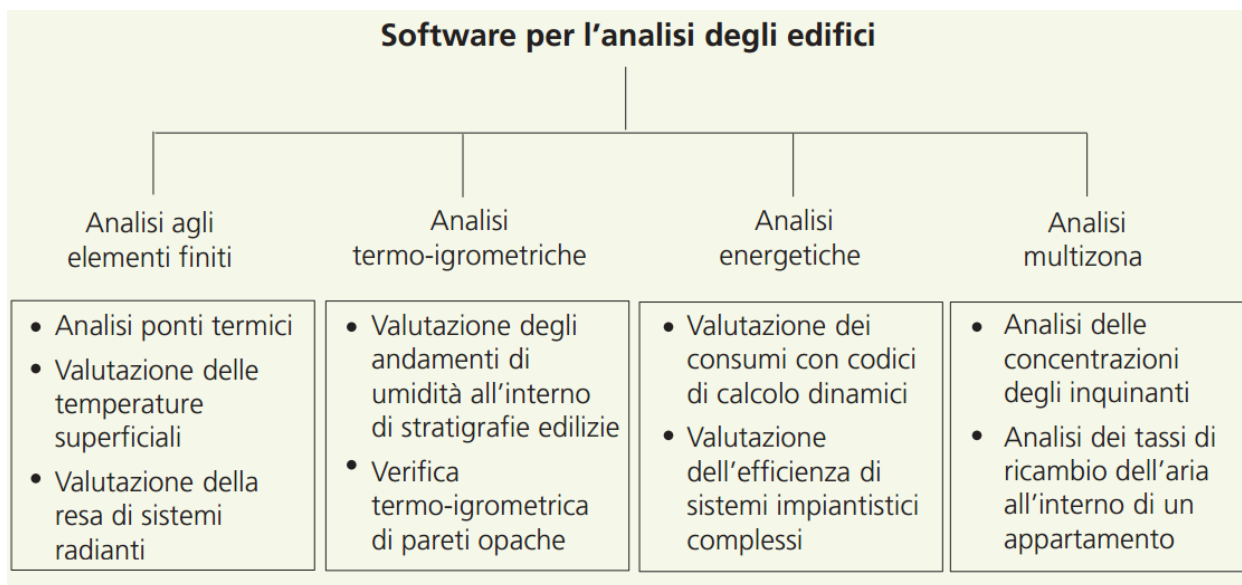 Software per l’analisi degli edifici
Analisi agli
elementi finiti
• Analisi ponti termici
• Valutazione delle
temperature
superficiali
• Valutazione della
resa di sistemi
radianti
Analisi
termo-igrometriche
• Valutazione degli
andamenti di
umidità all’interno
di stratigrafie edilizie
• Verifica
termo-igrometrica
di pareti opache
Analisi
energetiche
• Valutazione dei
consumi con codici
di calcolo dinamici
• Valutazione
dell’efficienza di
sistemi impiantistici
complessi
Analisi
multizona
• Analisi delle
concentrazioni
degli inquinanti
• Analisi dei tassi di
ricambio dell’aria
all’interno di un
appartamento